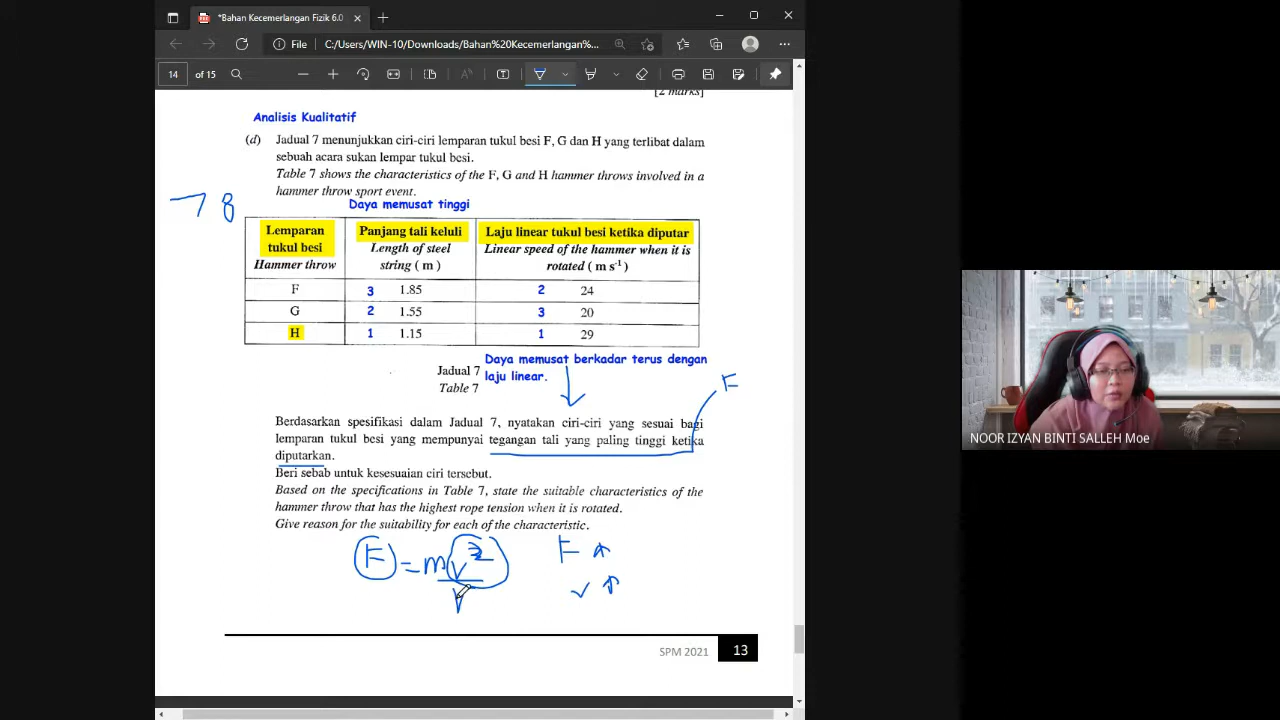 *Bahan Kecemerlangan Fizik 6.0
File C:/Users/WIN-10/Downloads/Bahan%20Kecemerlangan%...
14 of 15
[2 marks]
Analisis Kualitatif
(d) Jadual 7 menunjukkan ciri-ciri lemparan tukul besi F, G dan H yang terlibat dalam
sebuah acara sukan lempar tukul besi.
Table 7 shows the characteristics of the F, G and H hammer throws involved in a
hammer throw sport event.
78
Daya memusat tinggi
Lemparan tukul besi Hammer throw
Panjang tali keluli Length of steel string ( m )
Laju linear tukul besi ketika diputar Linear speed of the hammer when it is rotated ( m s-1 )
F 3 1.85 2 24
G 2 1.55 3 20
H 1 1.15 1 29
Daya memusat berkadar terus dengan
laju linear.
Jadual 7
Table 7
F
Berdasarkan spesifikasi dalam Jadual 7, nyatakan ciri-ciri yang sesuai bagi
lemparan tukul besi yang mempunyai tegangan tali yang paling tinggi ketika
diputarkan.
Beri sebab untuk kesesuaian ciri tersebut.
Based on the specifications in Table 7, state the suitable characteristics of the
hammer throw that has the highest rope tension when it is rotated.
Give reason for the suitability for each of the characteristic.
F = mv2
F ↑
v ↑
SPM 2021 13
NOOR IZYAN BINTI SALLEH Moe